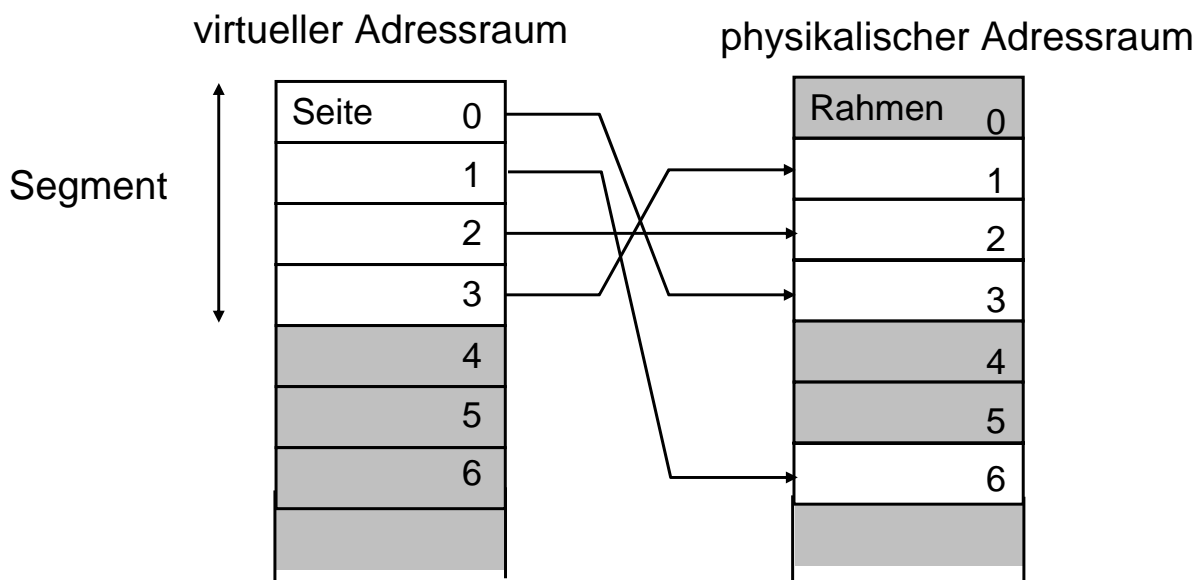 virtueller Adressraum
physikalischer Adressraum
Segment
Seite 0
1
2
3
4
5
6
Rahmen 0
1
2
3
4
5
6